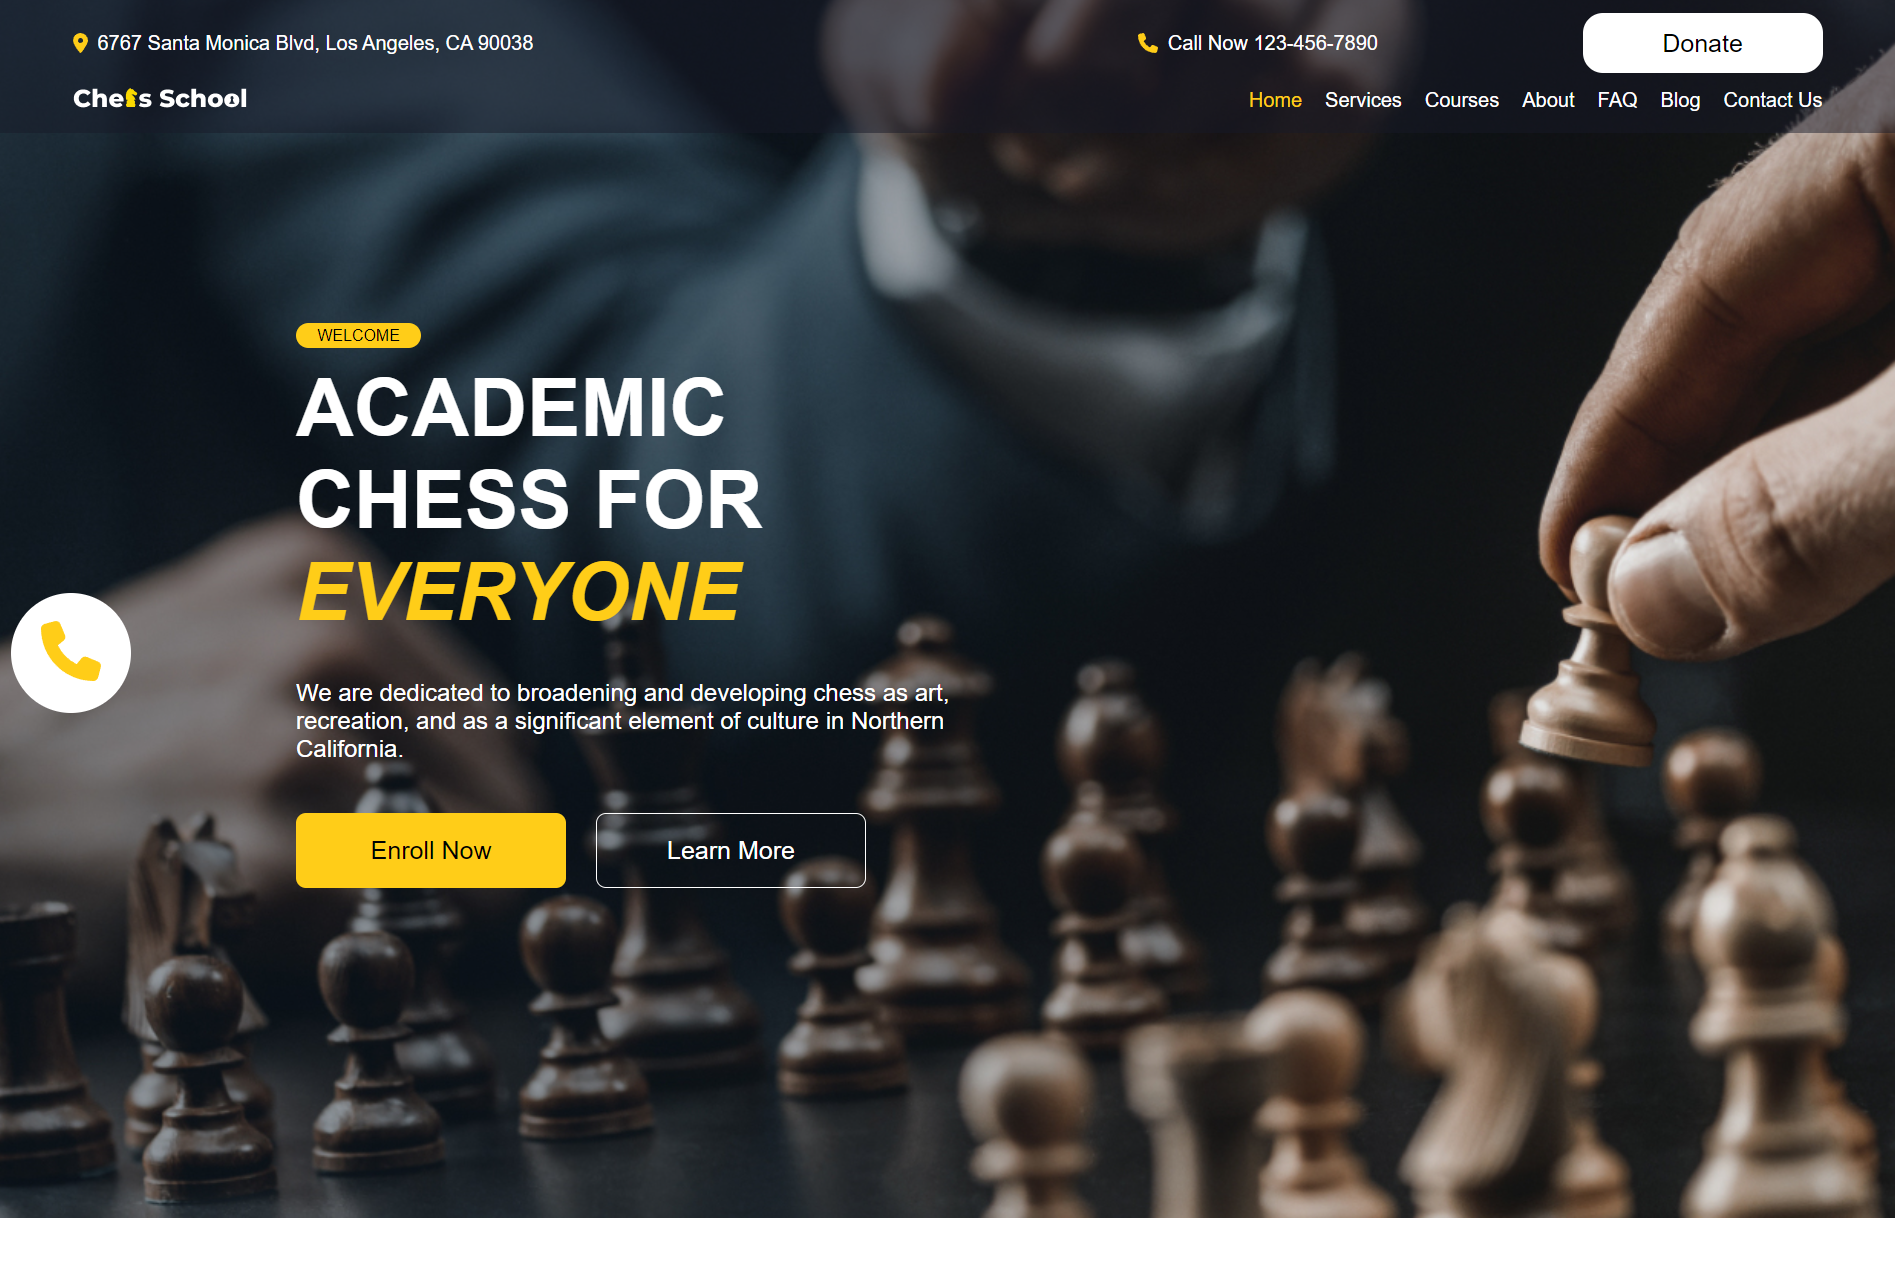 6767 Santa Monica Blvd, Los Angeles, CA 90038
Call Now 123-456-7890
Donate
Chess School
Home Services Courses About FAQ Blog Contact Us
WELCOME
ACADEMIC
CHESS FOR
EVERYONE
We are dedicated to broadening and developing chess as art,
recreation, and as a significant element of culture in Northern
California.
Enroll Now
Learn More